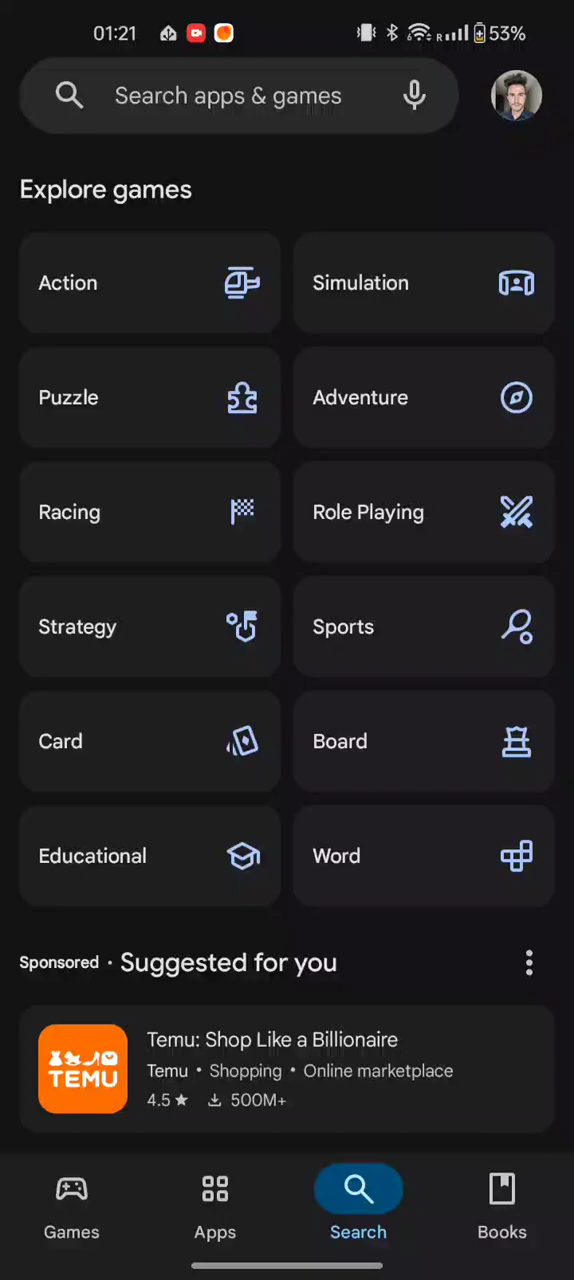 01:21 R 53%
Search apps & games
Explore games
Action
Simulation
Puzzle
Adventure
Racing
Role Playing
Strategy
Sports
Card
Board
Educational
Word
Sponsored • Suggested for you
TEMU
Temu: Shop Like a Billionaire
Temu • Shopping • Online marketplace
4.5★ 500M+
Games
Apps
Search
Books